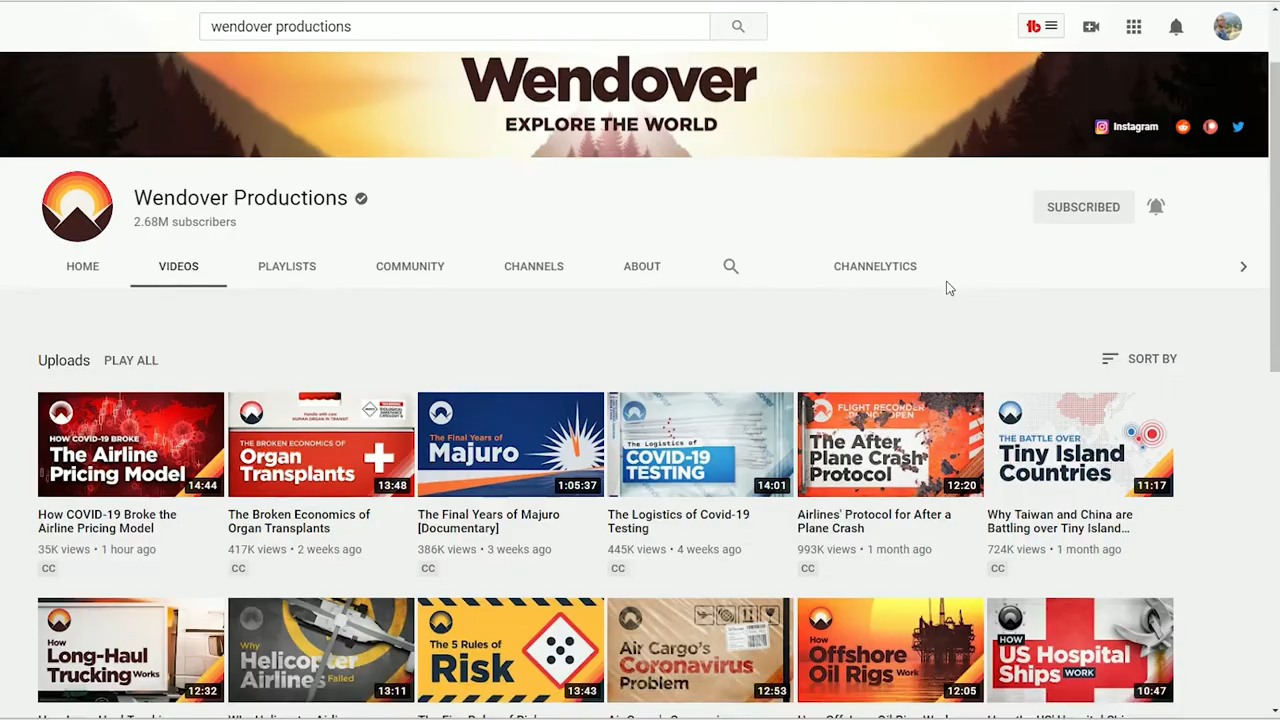 wendover productions
tb
Wendover
EXPLORE THE WORLD
Instagram
Wendover Productions
2.68M subscribers
SUBSCRIBED
HOME VIDEOS PLAYLISTS COMMUNITY CHANNELS ABOUT CHANNELYTICS
Uploads PLAY ALL
SORT BY
HOW COVID-19 BROKE
The Airline
Pricing Model
14:44
THE BROKEN ECONOMICS OF
Organ
Transplants
13:48
The Final Years of
Majuro
1:05:37
The Logistics of
COVID-19
TESTING
14:01
FLIGHT RECORDER
OPEN
The After
Plane Crash
Protocol
12:20
THE BATTLE OVER
Tiny Island
Countries
11:17
How COVID-19 Broke the
Airline Pricing Model
35K views • 1 hour ago
CC
The Broken Economics of
Organ Transplants
417K views • 2 weeks ago
CC
The Final Years of Majuro
[Documentary]
386K views • 3 weeks ago
CC
The Logistics of Covid-19
Testing
445K views • 4 weeks ago
CC
Airlines' Protocol for After a
Plane Crash
993K views • 1 month ago
CC
Why Taiwan and China are
Battling over Tiny Island...
724K views • 1 month ago
CC
How
Long-Haul
Trucking Works
12:32
Why
Helicopter
Airlines Failed
13:11
The 5 Rules of
Risk
13:43
Air Cargo's
Coronavirus
Problem
12:53
How
Offshore
Oil Rigs Work
12:05
HOW
US Hospital
Ships WORK
10:47